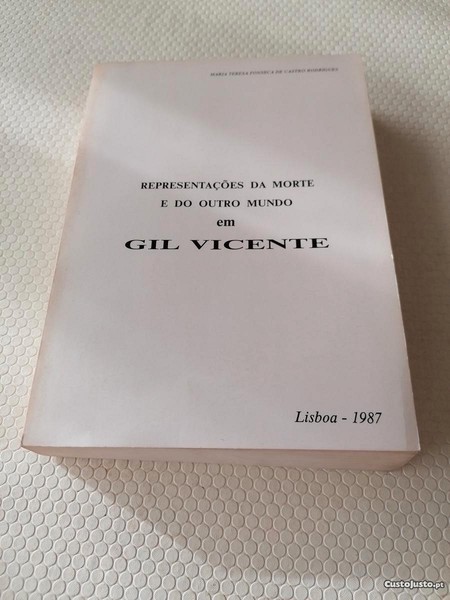 MARIA TERESA FONSECA DE CASTRO RODRIGUES
REPRESENTAÇÕES DA MORTE
E DO OUTRO MUNDO
em
GIL VICENTE
Lisboa - 1987
CustoJusto.pt